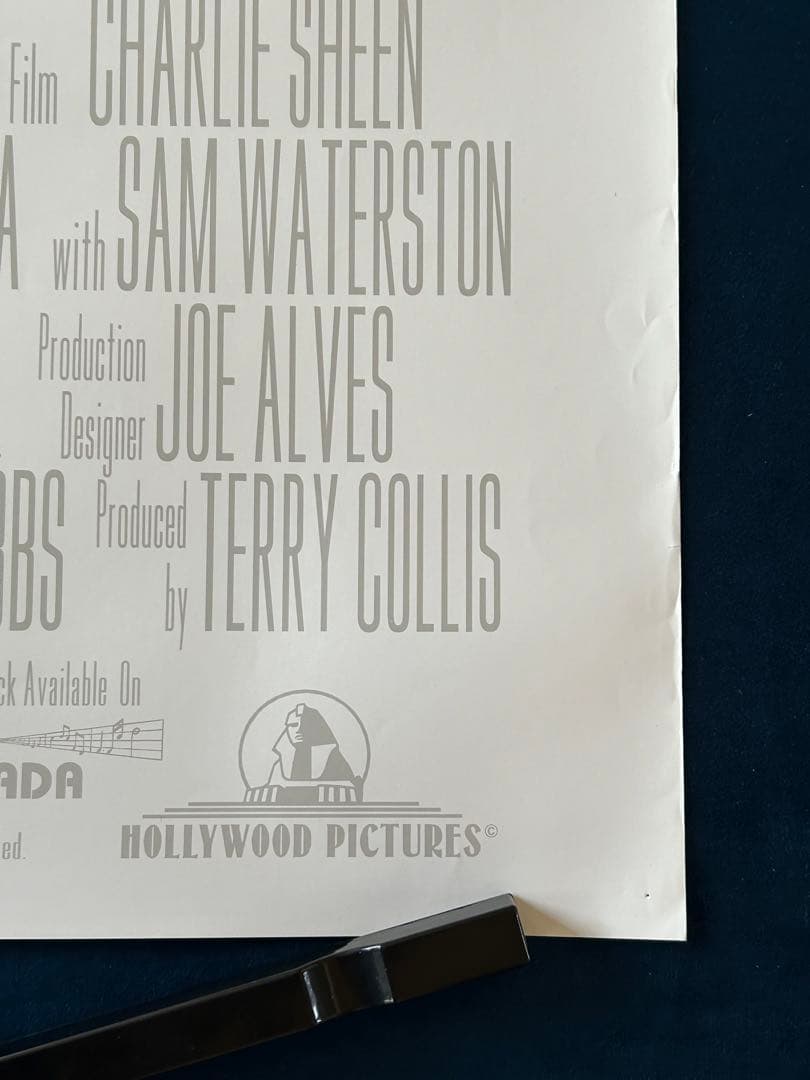 Film CHARLIE SHEEN
A with SAM WATERSTON
Production
Designer JOE ALVES
BBS Produced
by TERRY COLLIS
ck Available On
ADA
HOLLYWOOD PICTURES©
ed.